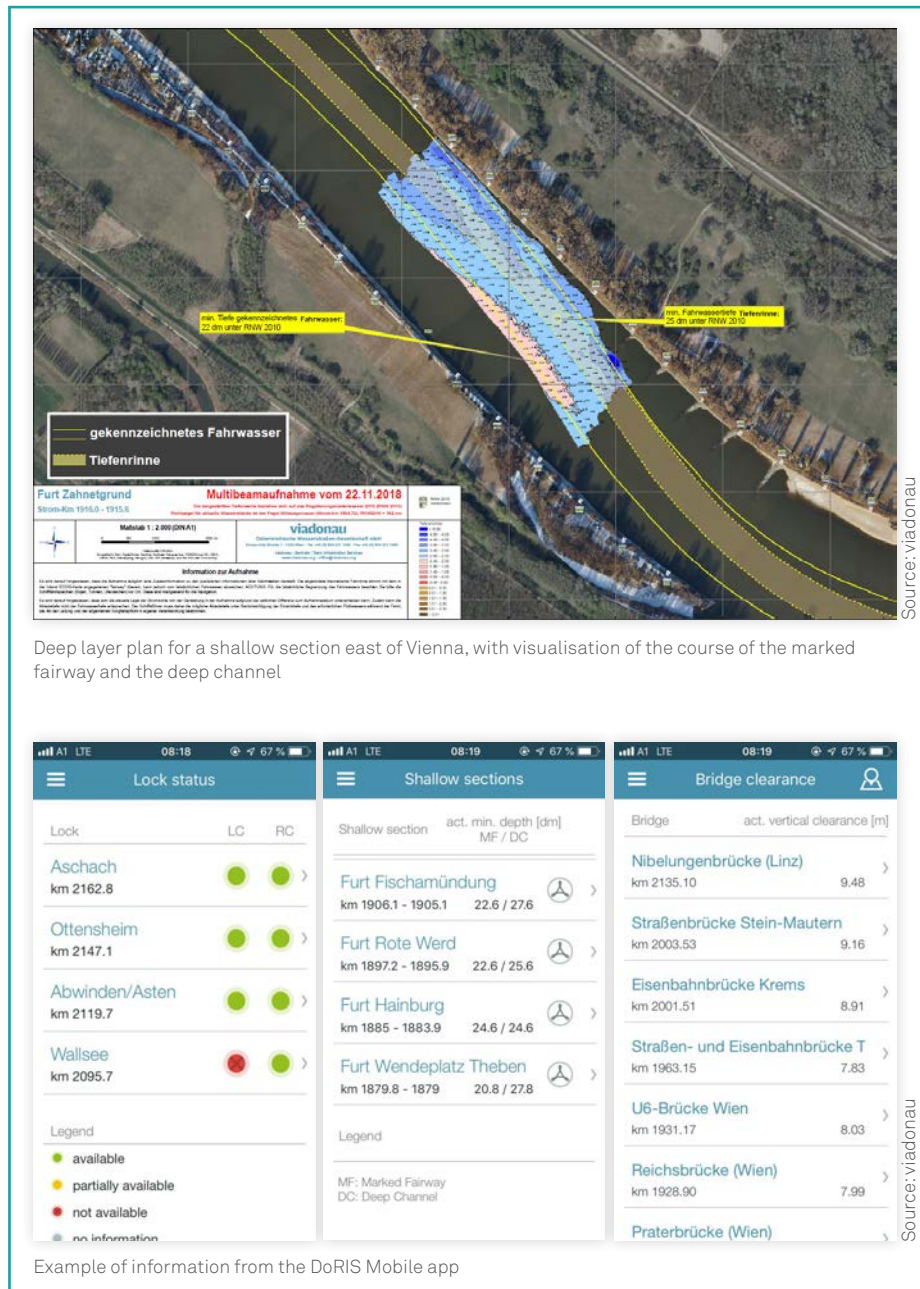 min. Tiefe gekennzeichnetes Fahrwasser:
22 dm unter RNW 2010
min. Fahrwassertiefe Tiefenrinne:
25 dm unter RNW 2010
gekennzeichnetes Fahrwasser
Tiefenrinne
Furt Zahnetgrund
Strom-Km 1916.0 - 1915.6
Multibeamaufnahme vom 22.11.2018
Maßstab 1 : 2.000 (DIN A1)
viadonau
Information zur Aufnahme
Source: viadonau
Deep layer plan for a shallow section east of Vienna, with visualisation of the course of the marked
fairway and the deep channel
A1 LTE 08:18 67 %
Lock status
Lock LC RC
Aschach
km 2162.8
Ottensheim
km 2147.1
Abwinden/Asten
km 2119.7
Wallsee
km 2095.7
Legend
available
partially available
not available
no information
A1 LTE 08:19 67 %
Shallow sections
Shallow section act. min. depth [dm]
MF / DC
Furt Fischamündung
km 1906.1 - 1905.1 22.6 / 27.6
Furt Rote Werd
km 1897.2 - 1895.9 22.6 / 25.6
Furt Hainburg
km 1885 - 1883.9 24.6 / 24.6
Furt Wendeplatz Theben
km 1879.8 - 1879 20.8 / 27.8
Legend
MF: Marked Fairway
DC: Deep Channel
A1 LTE 08:19 67 %
Bridge clearance
Bridge act. vertical clearance [m]
Nibelungenbrücke (Linz)
km 2135.10 9.48
Straßenbrücke Stein-Mautern
km 2003.53 9.16
Eisenbahnbrücke Krems
km 2001.51 8.91
Straßen- und Eisenbahnbrücke T
km 1963.15 7.83
U6-Brücke Wien
km 1931.17 8.03
Reichsbrücke (Wien)
km 1928.90 7.99
Praterbrücke (Wien)
Source: viadonau
Example of information from the DoRIS Mobile app